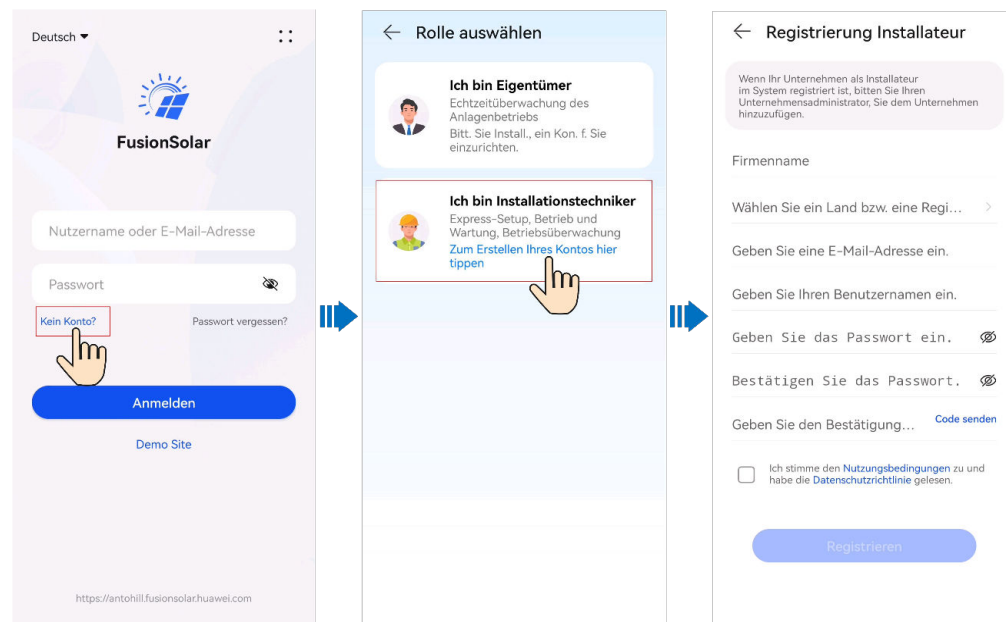 Deutsch
FusionSolar
Nutzername oder E-Mail-Adresse
Passwort
Kein Konto?
Passwort vergessen?
Anmelden
Demo Site
https://antohill.fusionsolar.huawei.com
Rolle auswählen
Ich bin Eigentümer
Echtzeitüberwachung des
Anlagenbetriebs
Bitt. Sie Install., ein Kon. f. Sie
einzurichten.
Ich bin Installationstechniker
Express-Setup, Betrieb und
Wartung, Betriebsüberwachung
Zum Erstellen Ihres Kontos hier
tippen
Registrierung Installateur
Wenn Ihr Unternehmen als Installateur
im System registriert ist, bitten Sie Ihren
Unternehmensadministrator, Sie dem Unternehmen
hinzuzufügen.
Firmenname
Wählen Sie ein Land bzw. eine Regi...
Geben Sie eine E-Mail-Adresse ein.
Geben Sie Ihren Benutzernamen ein.
Geben Sie das Passwort ein.
Bestätigen Sie das Passwort.
Geben Sie den Bestätigung...
Code senden
Ich stimme den Nutzungsbedingungen zu und
habe die Datenschutzrichtlinie gelesen.
Registrieren